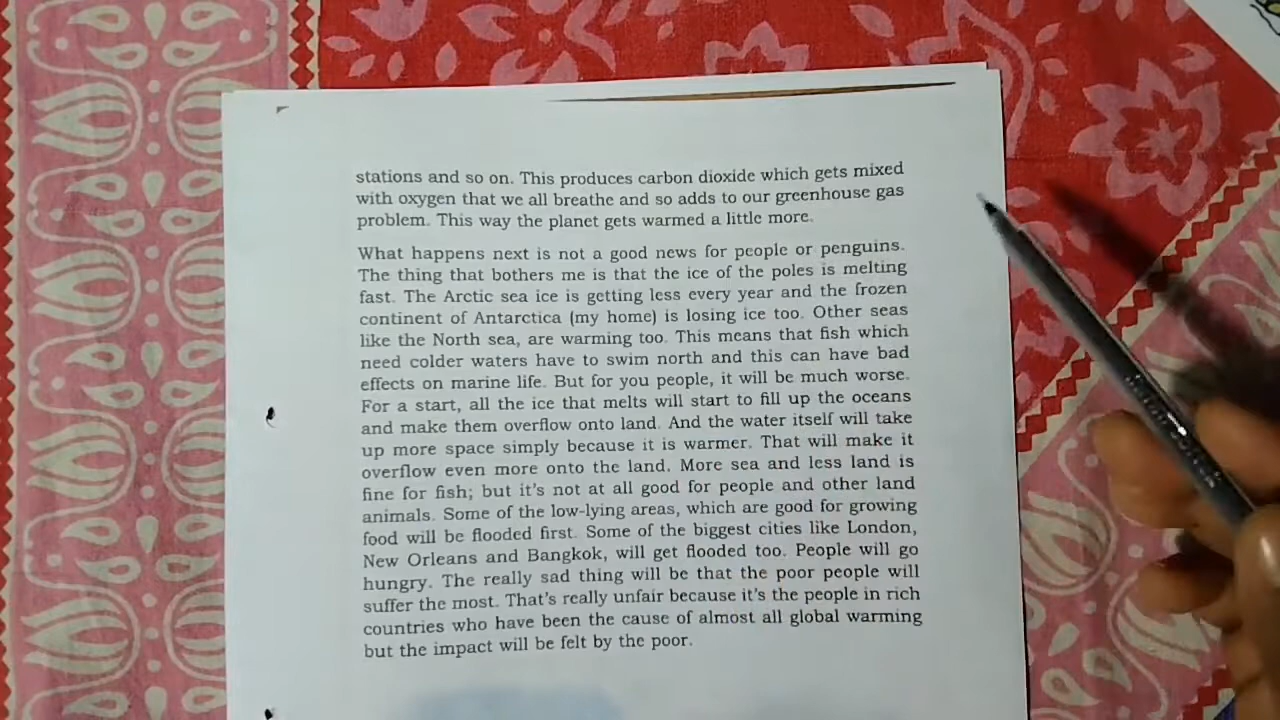 stations and so on. This produces carbon dioxide which gets mixed
with oxygen that we all breathe and so adds to our greenhouse gas
problem. This way the planet gets warmed a little more.
What happens next is not a good news for people or penguins.
The thing that bothers me is that the ice of the poles is melting
fast. The Arctic sea ice is getting less every year and the frozen
continent of Antarctica (my home) is losing ice too. Other seas
like the North sea, are warming too. This means that fish which
need colder waters have to swim north and this can have bad
effects on marine life. But for you people, it will be much worse.
For a start, all the ice that melts will start to fill up the oceans
and make them overflow onto land. And the water itself will take
up more space simply because it is warmer. That will make it
overflow even more onto the land. More sea and less land is
fine for fish; but it's not at all good for people and other land
animals. Some of the low-lying areas, which are good for growing
food will be flooded first. Some of the biggest cities like London,
New Orleans and Bangkok, will get flooded too. People will go
hungry. The really sad thing will be that the poor people will
suffer the most. That's really unfair because it's the people in rich
countries who have been the cause of almost all global warming
but the impact will be felt by the poor.